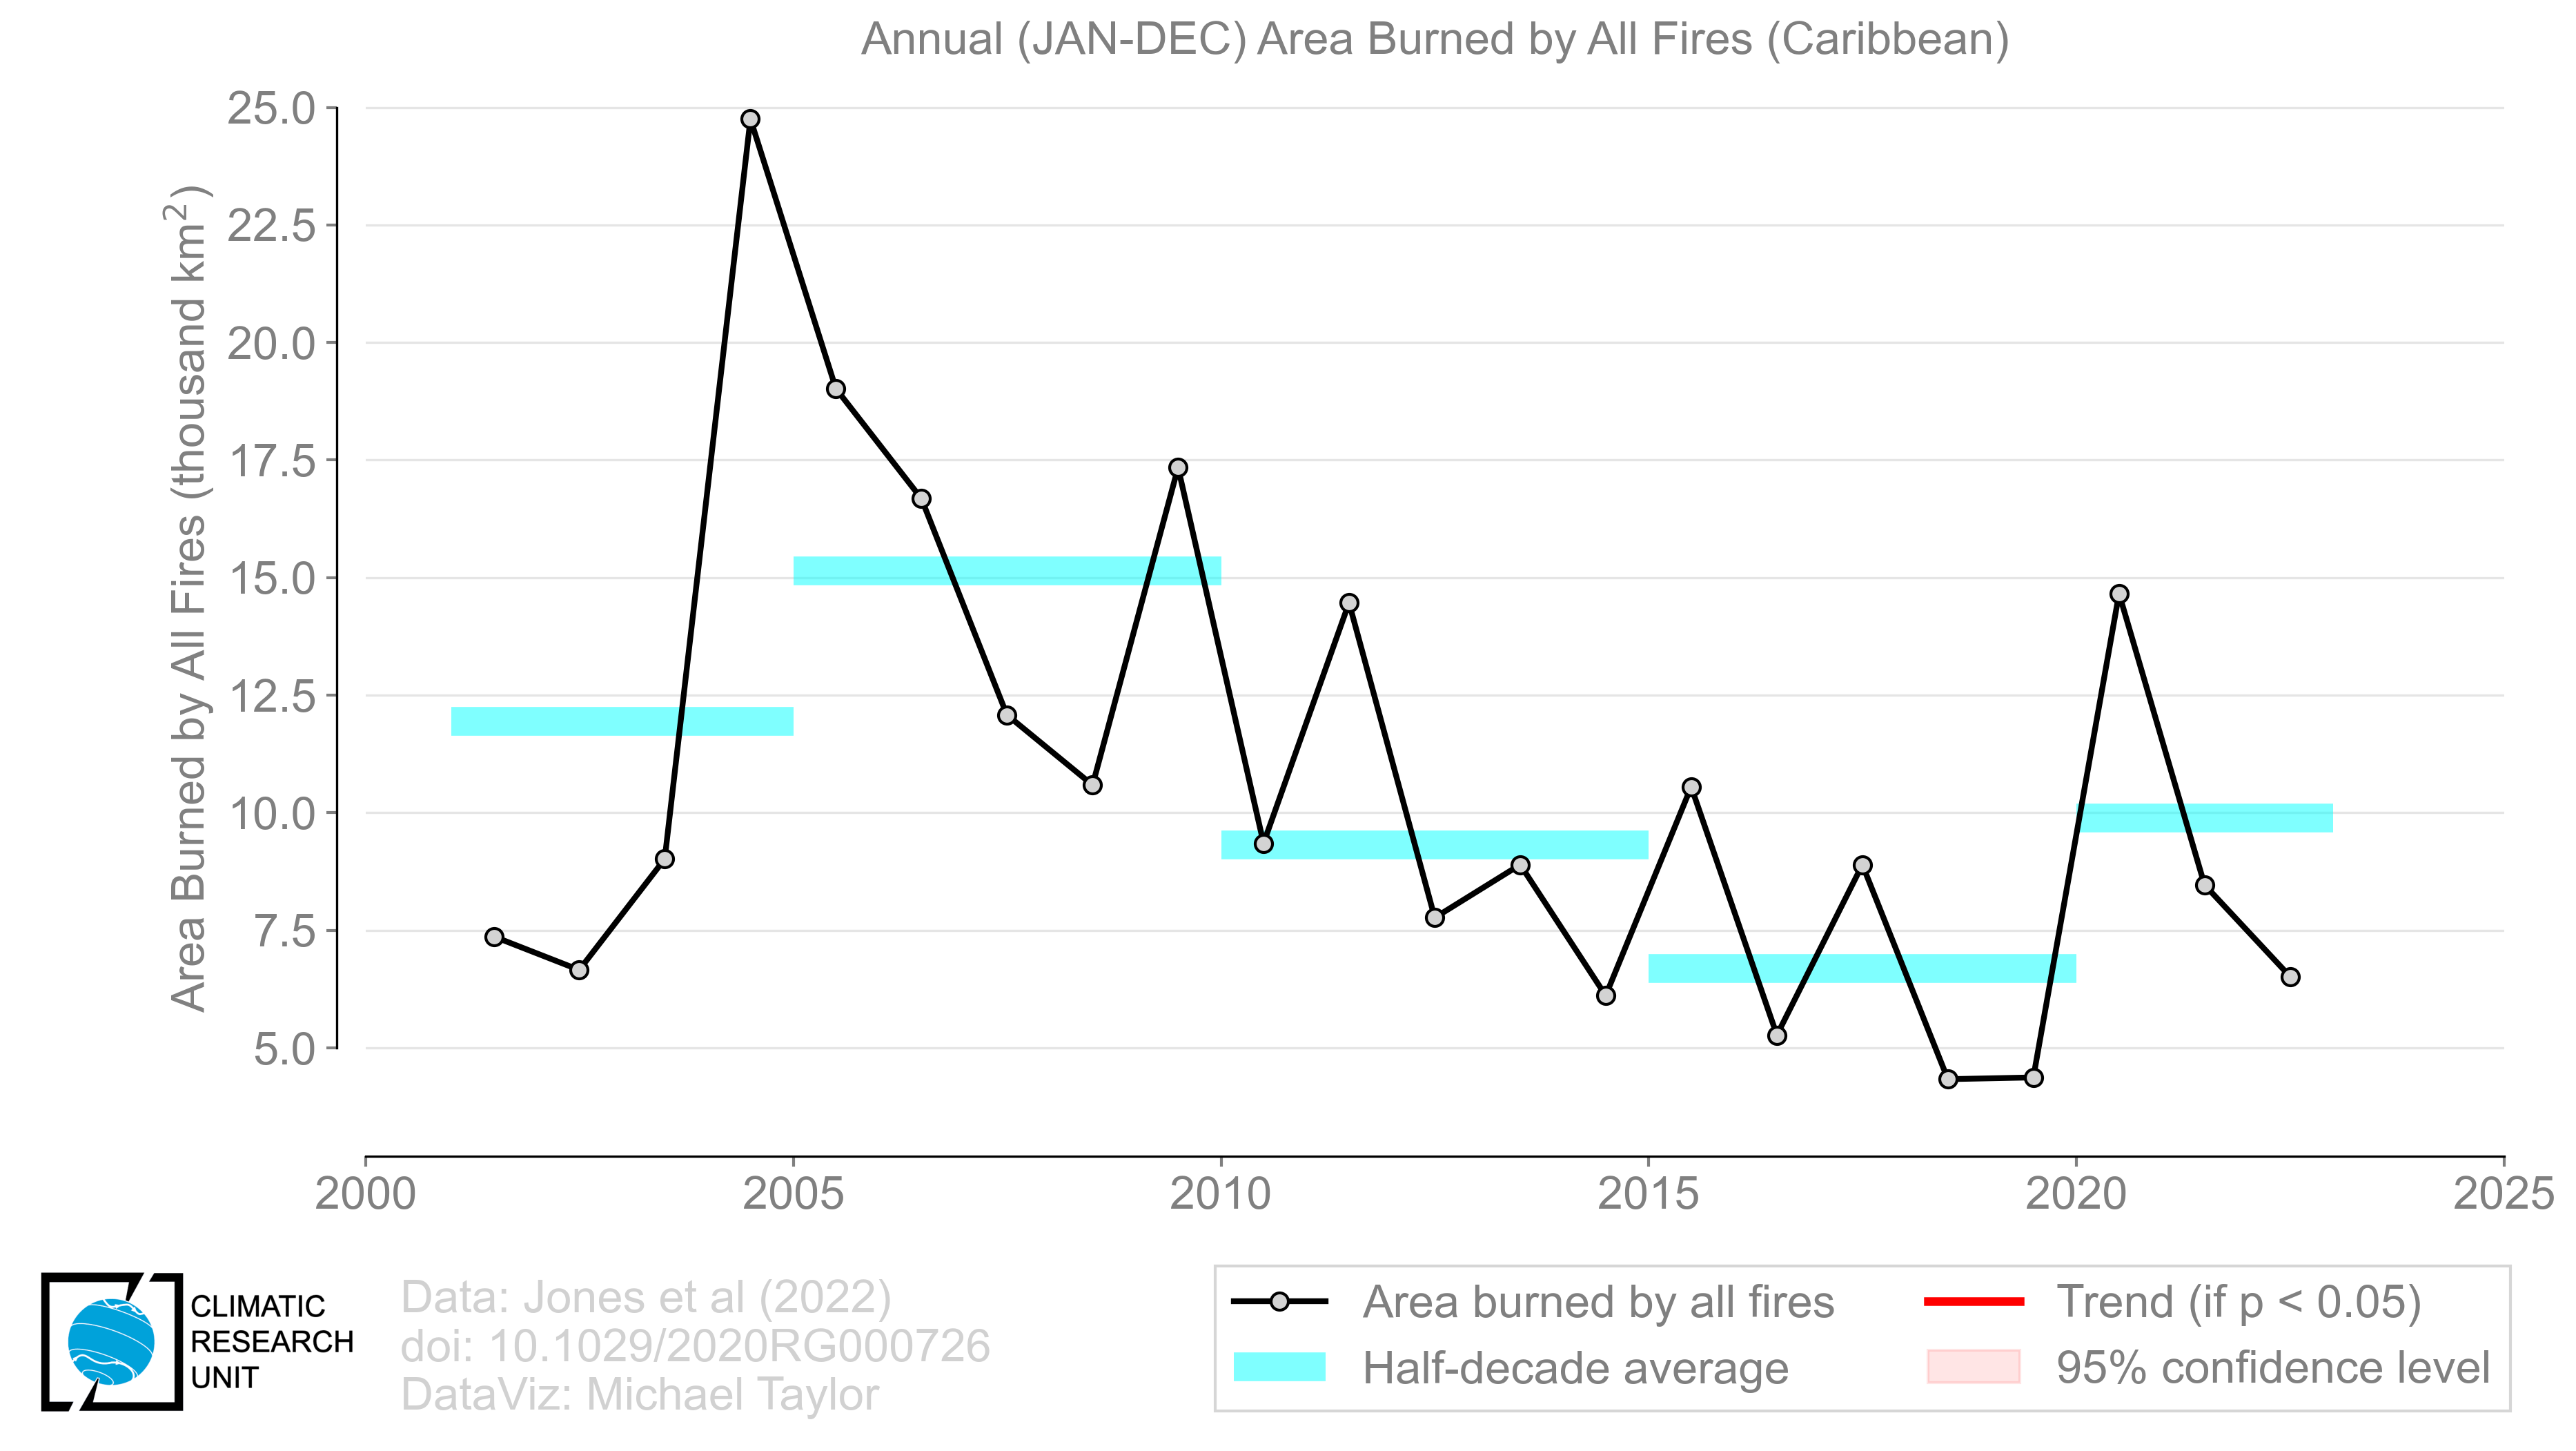 Annual (JAN-DEC) Area Burned by All Fires (Caribbean)
Area Burned by All Fires (thousand km²)
25.0
22.5
20.0
17.5
15.0
12.5
10.0
7.5
5.0
2000 2005 2010 2015 2020 2025
CLIMATIC
RESEARCH
UNIT
Data: Jones et al (2022)
doi: 10.1029/2020RG000726
DataViz: Michael Taylor
Area burned by all fires
Half-decade average
Trend (if p < 0.05)
95% confidence level